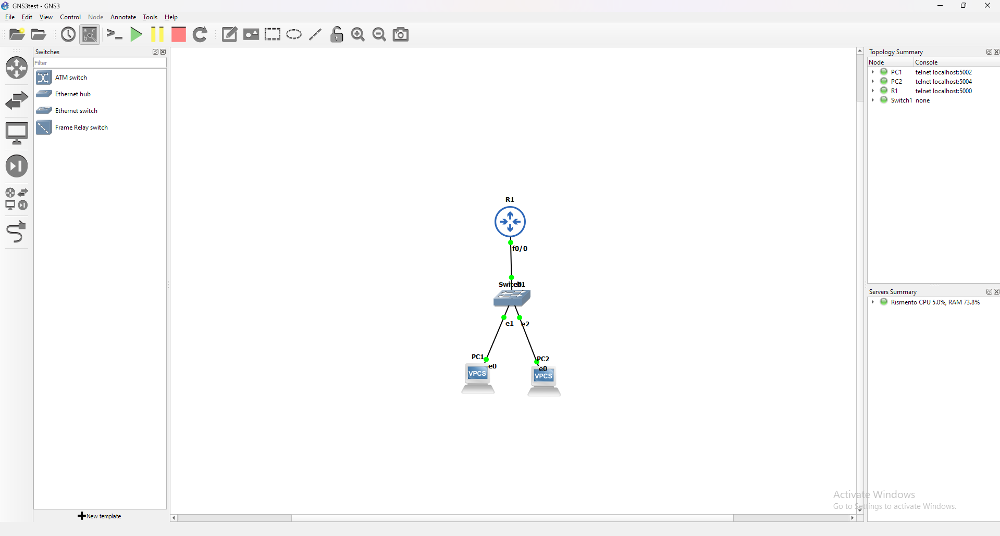 GNS3test - GNS3
File Edit View Control Node Annotate Tools Help
Switches
Filter
ATM switch
Ethernet hub
Ethernet switch
Frame Relay switch
New template
R1
f0/0
Switch1
e1 e2
PC1
e0
PC2
e0
VPCS
VPCS
Topology Summary
Node Console
PC1 telnet localhost:5002
PC2 telnet localhost:5004
R1 telnet localhost:5000
Switch1 none
Servers Summary
Rismento CPU 5.0%, RAM 73.8%
Activate Windows
Go to Settings to activate Windows.